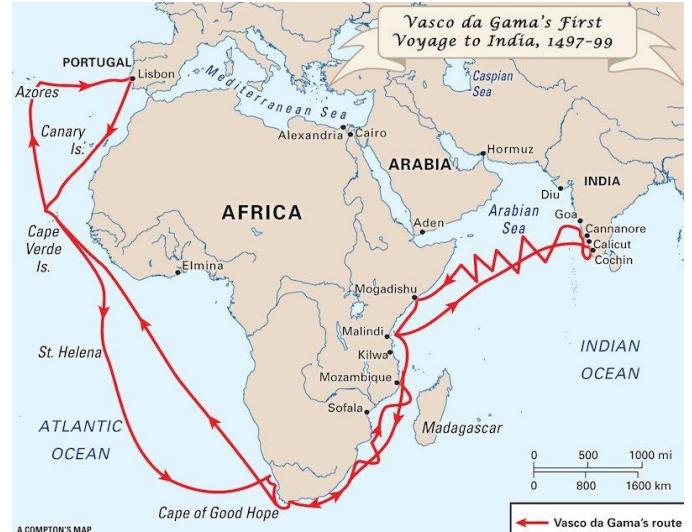 Vasco da Gama's First
Voyage to India, 1497-99
PORTUGAL
Lisbon
Azores
Mediterranean Sea
Caspian
Sea
Canary
Is.
Alexandria
Cairo
Hormuz
ARABIA
INDIA
Diu
AFRICA
Arabian
Sea
Goa
Cannanore
Calicut
Cochin
Aden
Cape
Verde
Is.
Elmina
Mogadishu
Malindi
INDIAN
OCEAN
St. Helena
Kilwa
Mozambique
Sofala
Madagascar
ATLANTIC
OCEAN
0 500 1000 mi
0 800 1600 km
Cape of Good Hope
Vasco da Gama's route
A COMPTON'S MAP